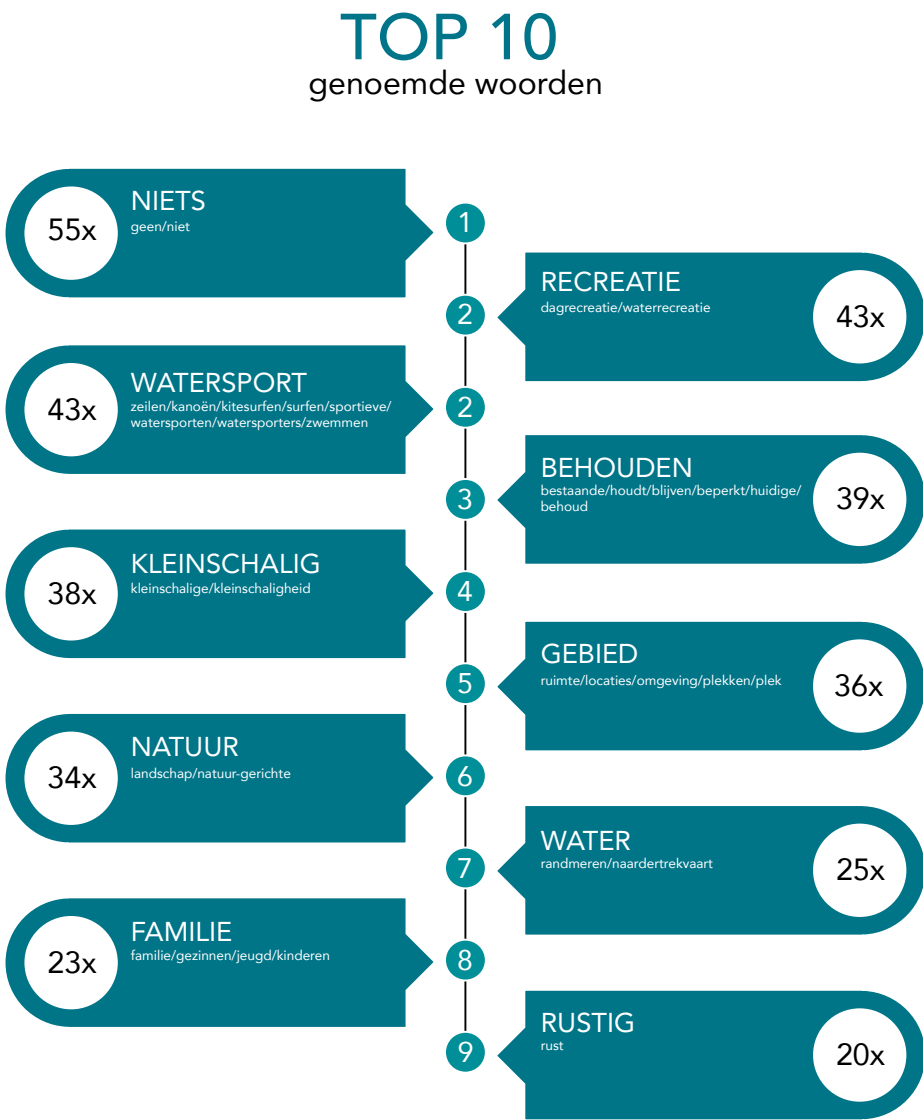 TOP 10
genoemde woorden
55x
NIETS
geen/niet
1
2
RECREATIE
dagrecreatie/waterrecreatie
43x
43x
WATERSPORT
zeilen/kanoën/kitesurfen/surfen/sportieve/
watersporten/watersporters/zwemmen
2
3
BEHOUDEN
bestaande/houdt/blijven/beperkt/huidige/
behoud
39x
38x
KLEINSCHALIG
kleinschalige/kleinschaligheid
4
5
GEBIED
ruimte/locaties/omgeving/plekken/plek
36x
34x
NATUUR
landschap/natuur-gerichte
6
7
WATER
randmeren/naardertrekvaart
25x
23x
FAMILIE
familie/gezinnen/jeugd/kinderen
8
9
RUSTIG
rust
20x